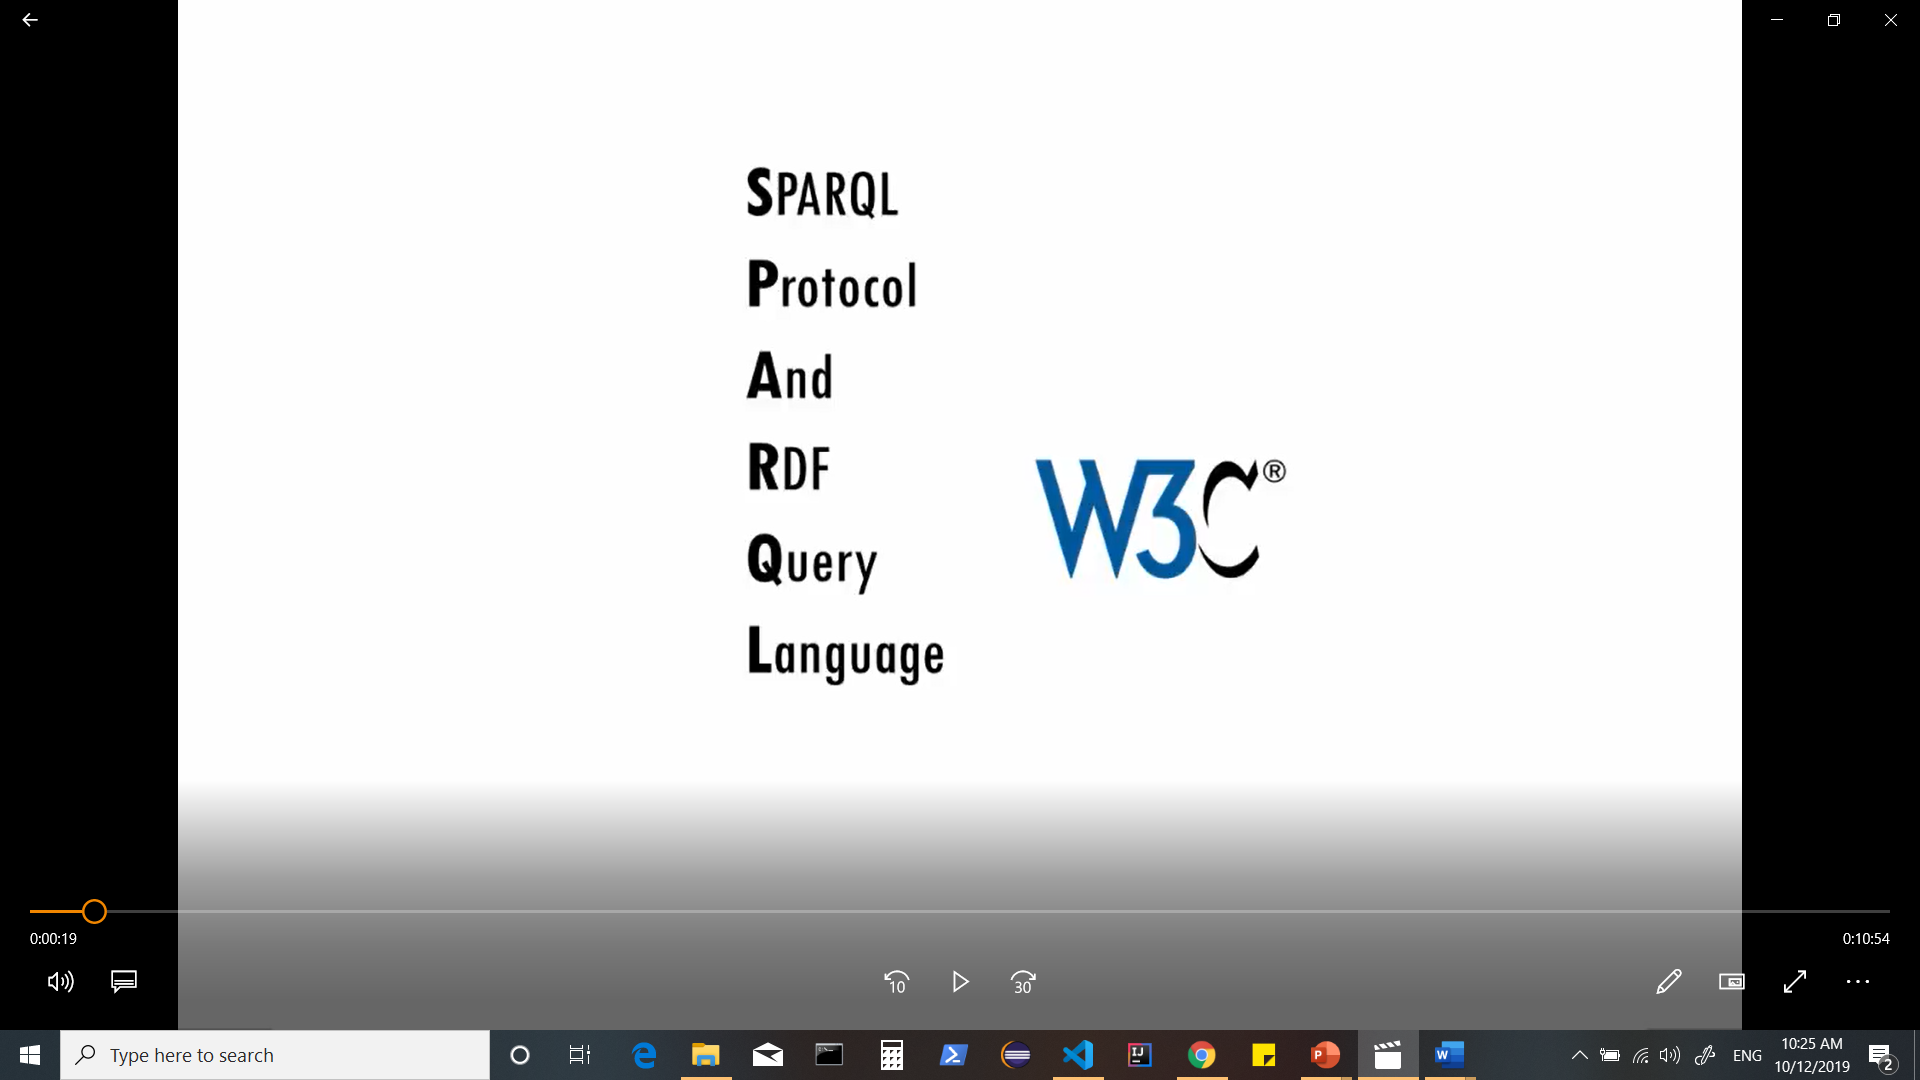 SPARQL
Protocol
And
RDF
Query
Language
W3C®
0:00:19
0:10:54
10
30
Type here to search
ENG
10:25 AM
10/12/2019
2